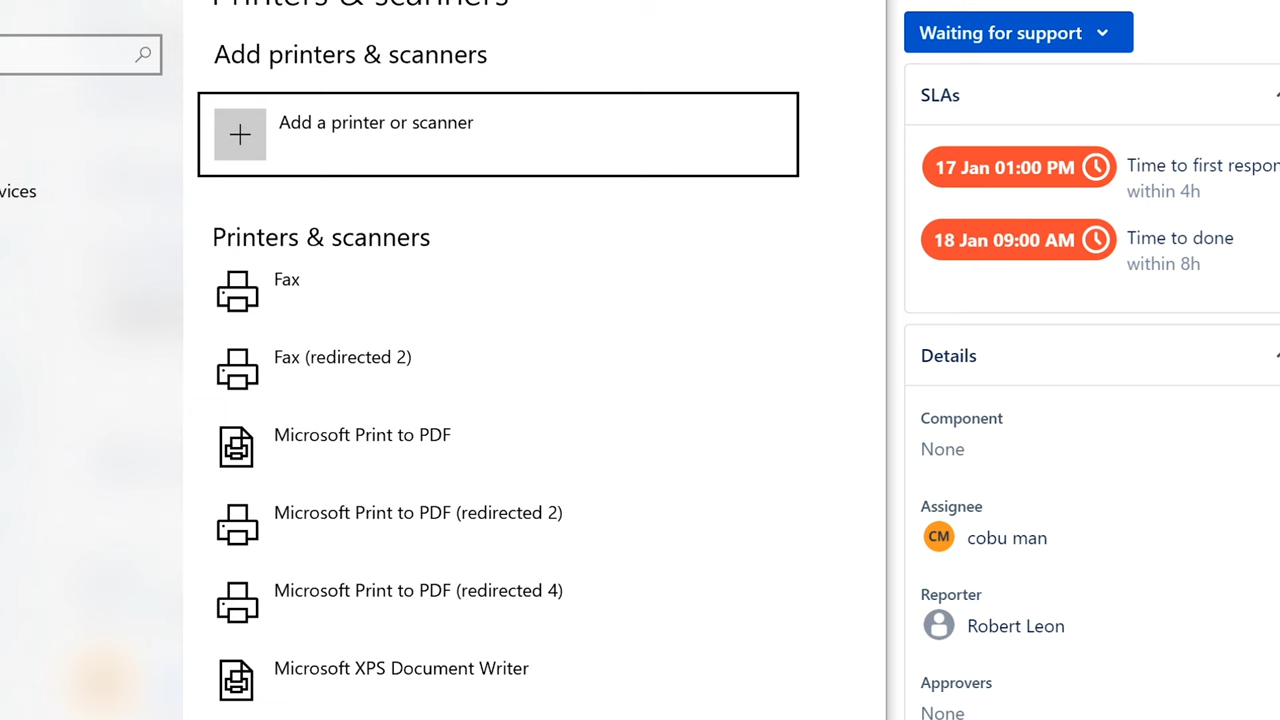 Printers & scanners
Add printers & scanners
Add a printer or scanner
vices
Printers & scanners
Fax
Fax (redirected 2)
Microsoft Print to PDF
Microsoft Print to PDF (redirected 2)
Microsoft Print to PDF (redirected 4)
Microsoft XPS Document Writer
Waiting for support
SLAs
17 Jan 01:00 PM
Time to first respon
within 4h
18 Jan 09:00 AM
Time to done
within 8h
Details
Component
None
Assignee
CM
cobu man
Reporter
Robert Leon
Approvers
None